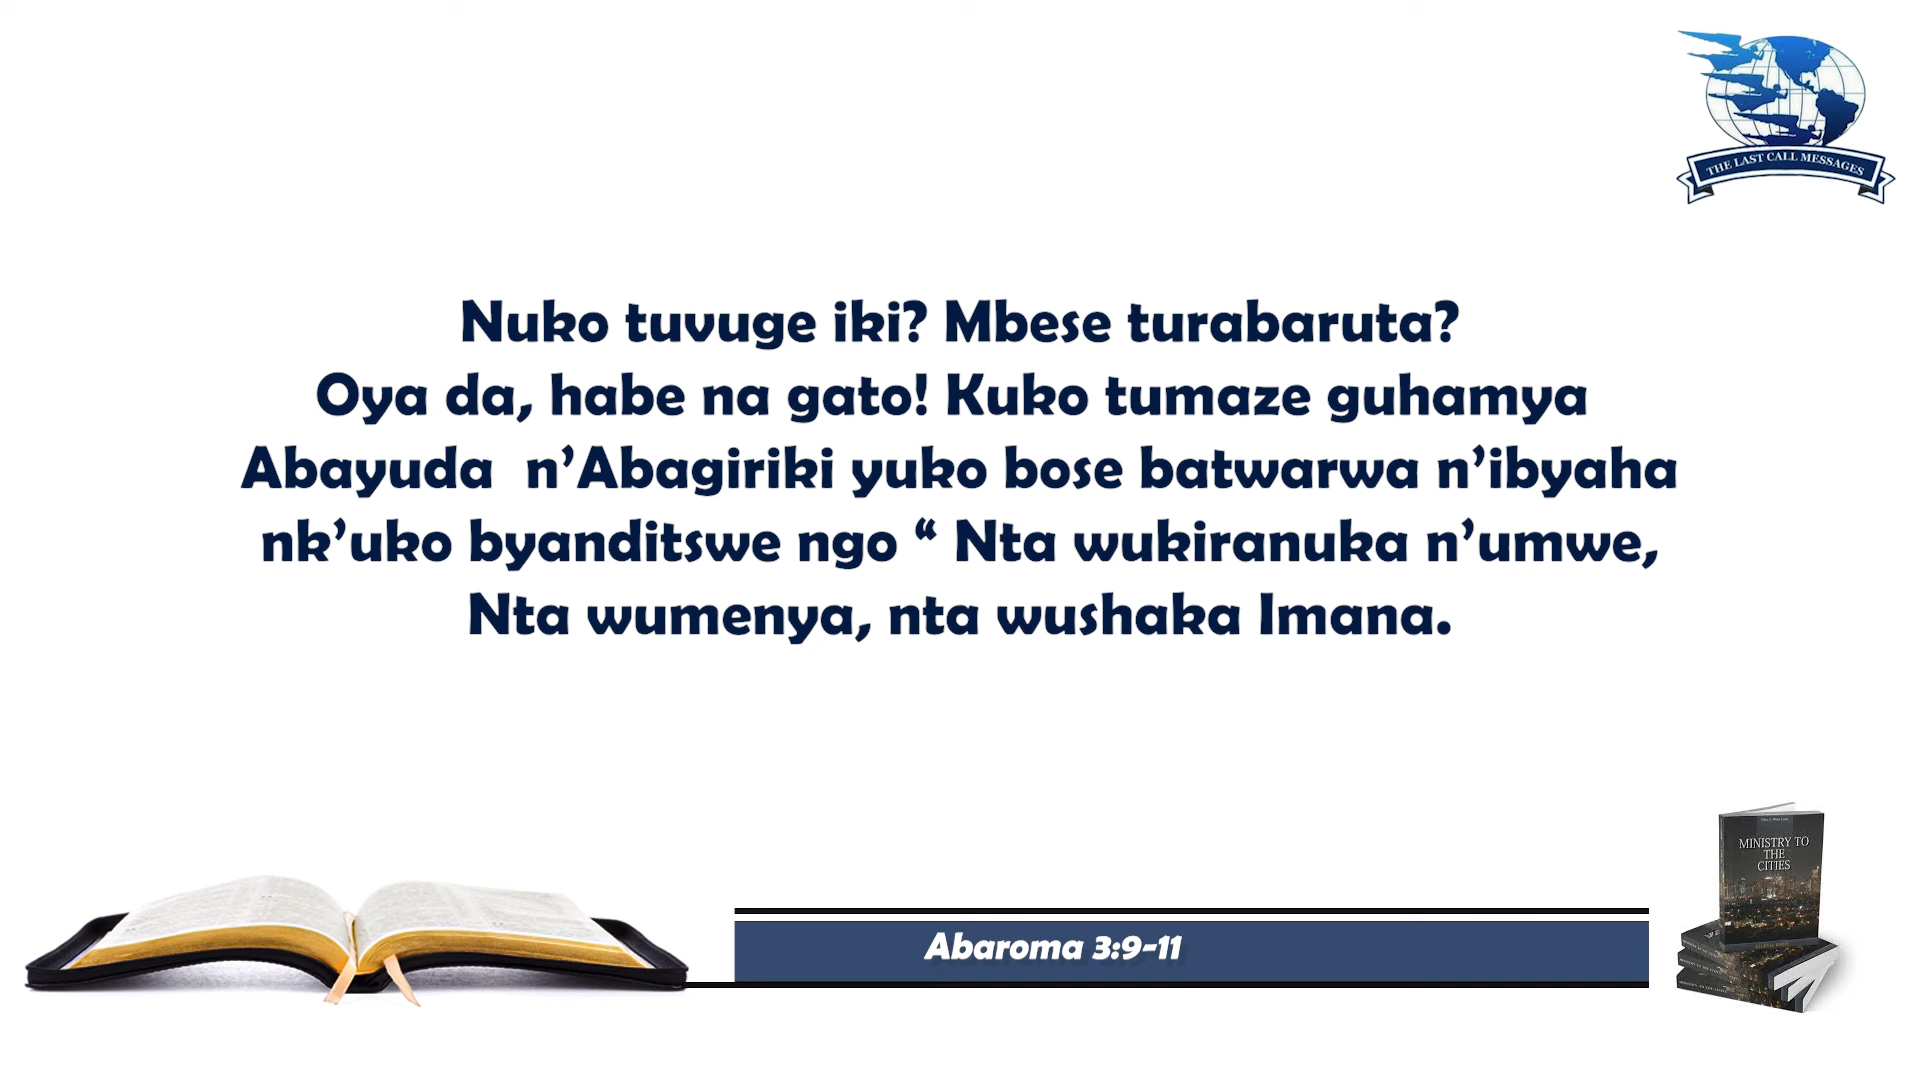 THE LAST CALL MESSAGES
Nuko tuvuge iki? Mbese turabaruta?
Oya da, habe na gato! Kuko tumaze guhamya
Abayuda n’Abagiriki yuko bose batwarwa n’ibyaha
nk’uko byanditswe ngo “ Nta wukiranuka n’umwe,
Nta wumenya, nta wushaka Imana.
MINISTRY TO
THE
CITIES
Abaroma 3:9-11